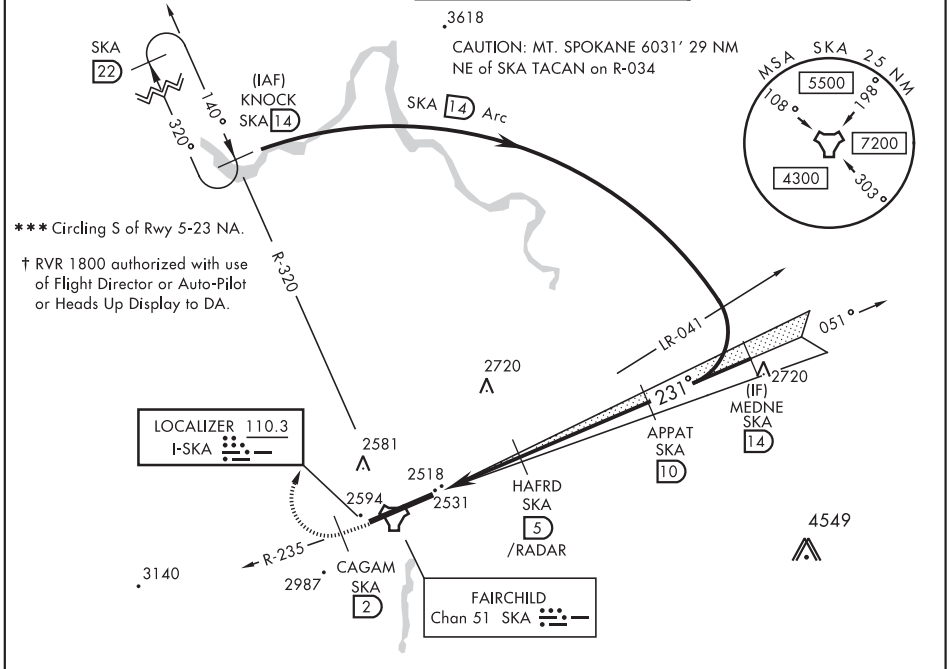 3618
CAUTION: MT. SPOKANE 6031' 29 NM
NE of SKA TACAN on R-034
SKA
22
(IAF)
KNOCK
SKA 14
140°
320°
SKA 14 Arc
MSA SKA 25 NM
5500
108°
198°
7200
4300
303°
*** Circling S of Rwy 5-23 NA.
† RVR 1800 authorized with use
of Flight Director or Auto-Pilot
or Heads Up Display to DA.
R-320
LR-041
051°
2720
231°
2720
(IF)
MEDNE
SKA
14
APPAT
SKA
10
LOCALIZER 110.3
I-SKA
2581
2518
2594
2531
HAFRD
SKA
5
/RADAR
4549
R-235
3140
2987
CAGAM
SKA
2
FAIRCHILD
Chan 51 SKA